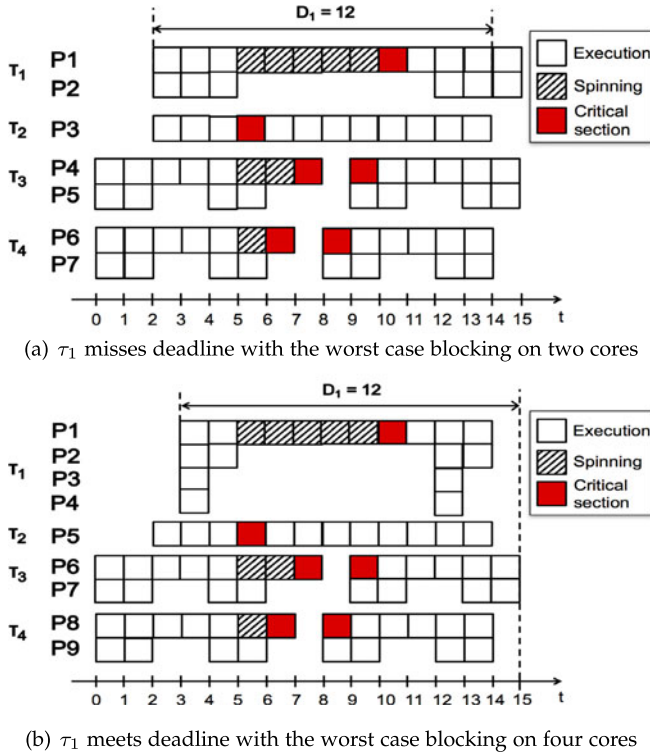 D₁ = 12
τ₁ P1
P2
τ₂ P3
τ₃ P4
P5
τ₄ P6
P7
Execution
Spinning
Critical
section
0 1 2 3 4 5 6 7 8 9 10 11 12 13 14 15 t
(a) τ₁ misses deadline with the worst case blocking on two cores
D₁ = 12
τ₁ P1
P2
P3
P4
τ₂ P5
τ₃ P6
P7
τ₄ P8
P9
Execution
Spinning
Critical
section
0 1 2 3 4 5 6 7 8 9 10 11 12 13 14 15 t
(b) τ₁ meets deadline with the worst case blocking on four cores